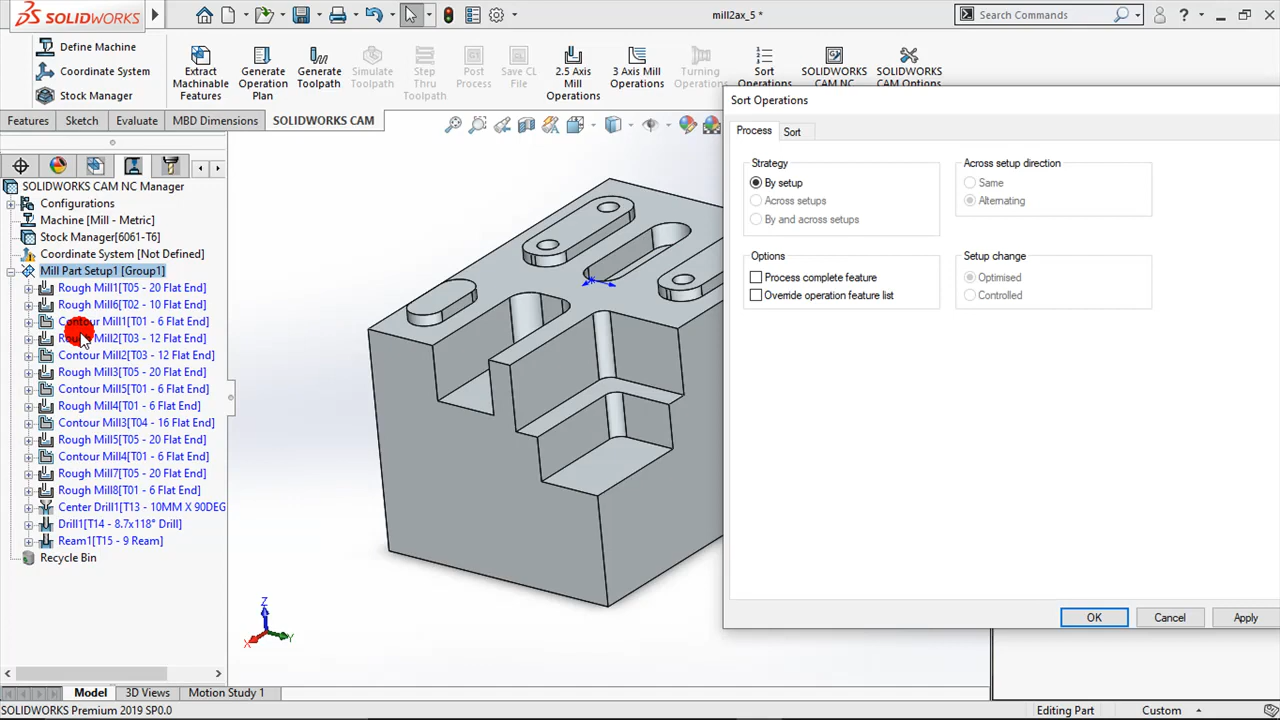 SOLIDWORKS
mill2ax_5 *
Search Commands
?
Define Machine
Coordinate System
Stock Manager
Extract
Machinable
Features
Generate
Operation
Plan
Generate
Toolpath
Simulate
Toolpath
Step
Thru
Toolpath
Post
Process
Save CL
File
2.5 Axis
Mill
Operations
3 Axis Mill
Operations
Turning
Sort
Operations
SOLIDWORKS
CAM NC
SOLIDWORKS
CAM Options
Features
Sketch
Evaluate
MBD Dimensions
SOLIDWORKS CAM
SOLIDWORKS CAM NC Manager
Configurations
Machine [Mill - Metric]
Stock Manager[6061-T6]
Coordinate System [Not Defined]
Mill Part Setup1 [Group1]
Rough Mill1[T05 - 20 Flat End]
Rough Mill6[T02 - 10 Flat End]
Contour Mill1[T01 - 6 Flat End]
Mill2[T03 - 12 Flat End]
Contour Mill2[T03 - 12 Flat End]
Rough Mill3[T05 - 20 Flat End]
Contour Mill5[T01 - 6 Flat End]
Rough Mill4[T01 - 6 Flat End]
Contour Mill3[T04 - 16 Flat End]
Rough Mill5[T05 - 20 Flat End]
Contour Mill4[T01 - 6 Flat End]
Rough Mill7[T05 - 20 Flat End]
Rough Mill8[T01 - 6 Flat End]
Center Drill1[T13 - 10MM X 90DEG
Drill1[T14 - 8.7x118° Drill]
Ream1[T15 - 9 Ream]
Recycle Bin
Z
X
Y
Sort Operations
Process
Sort
Strategy
By setup
Across setups
By and across setups
Across setup direction
Same
Alternating
Options
Process complete feature
Override operation feature list
Setup change
Optimised
Controlled
OK
Cancel
Apply
Model
3D Views
Motion Study 1
SOLIDWORKS Premium 2019 SP0.0
Editing Part
Custom